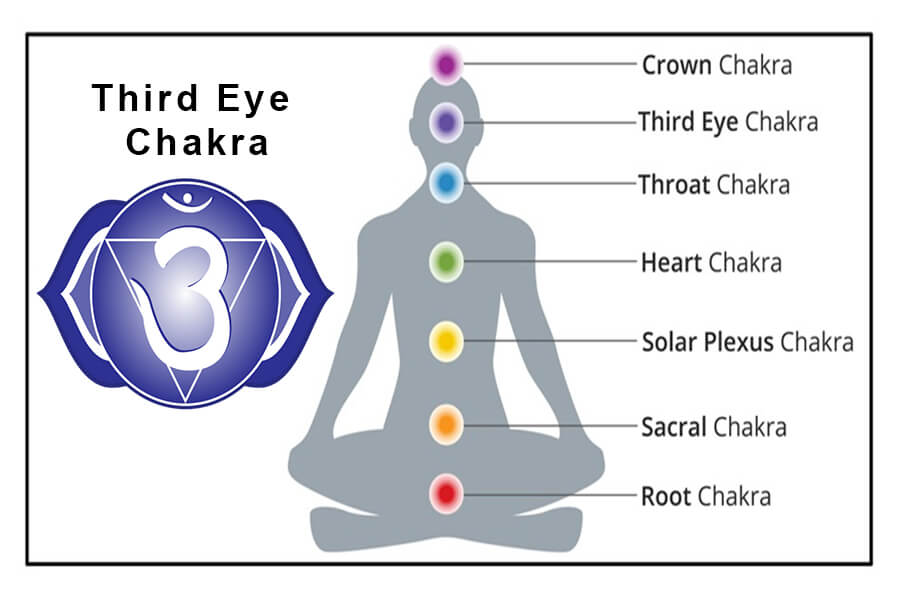 Third Eye
Chakra
ॐ
Crown Chakra
Third Eye Chakra
Throat Chakra
Heart Chakra
Solar Plexus Chakra
Sacral Chakra
Root Chakra